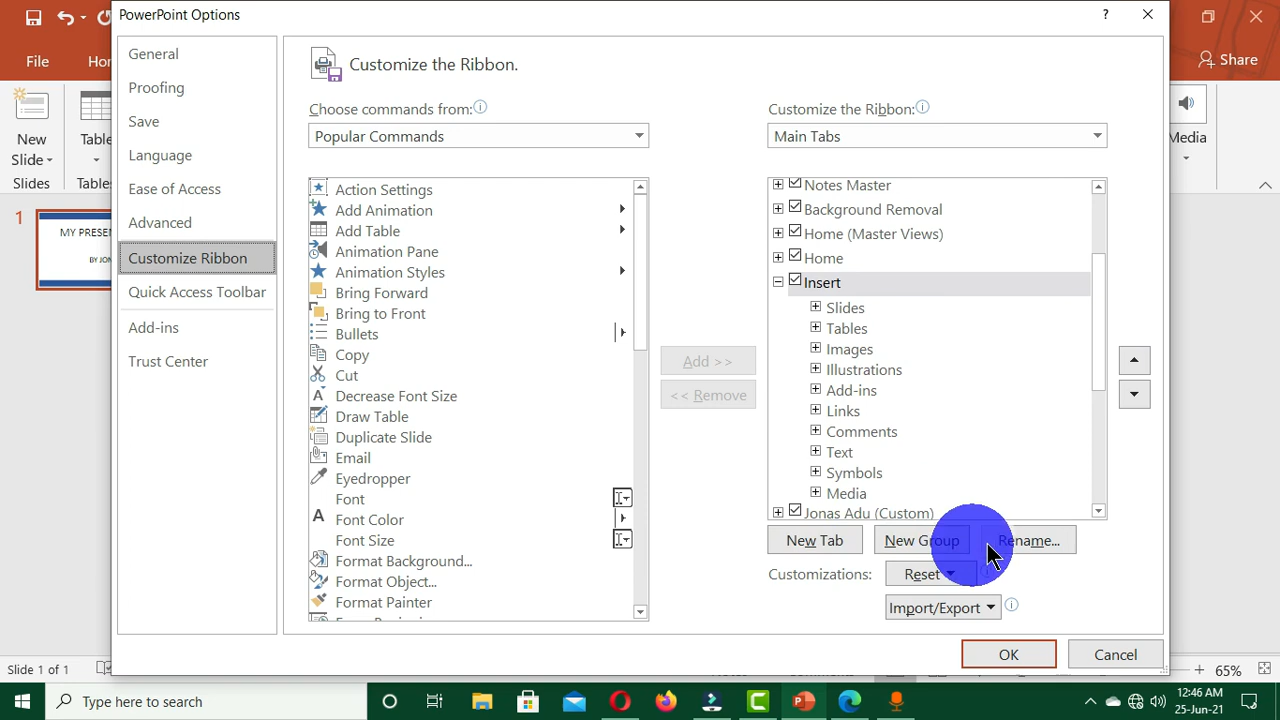 PowerPoint Options
?
File
Hom
Share
New
Slide
Slides
Table
Tables
Media
1
MY PRESEN
BY JON
General
Proofing
Save
Language
Ease of Access
Advanced
Customize Ribbon
Quick Access Toolbar
Add-ins
Trust Center
Customize the Ribbon.
Choose commands from:
Popular Commands
Action Settings
Add Animation
Add Table
Animation Pane
Animation Styles
Bring Forward
Bring to Front
Bullets
Copy
Cut
Decrease Font Size
Draw Table
Duplicate Slide
Email
Eyedropper
Font
Font Color
Font Size
Format Background...
Format Object...
Format Painter
Add >>
<< Remove
Customize the Ribbon:
Main Tabs
Notes Master
Background Removal
Home (Master Views)
Home
Insert
Slides
Tables
Images
Illustrations
Add-ins
Links
Comments
Text
Symbols
Media
Jonas Adu (Custom)
New Tab
New Group
Rename...
Customizations:
Reset
Import/Export
OK
Cancel
Slide 1 of 1
65%
Type here to search
12:46 AM
25-Jun-21